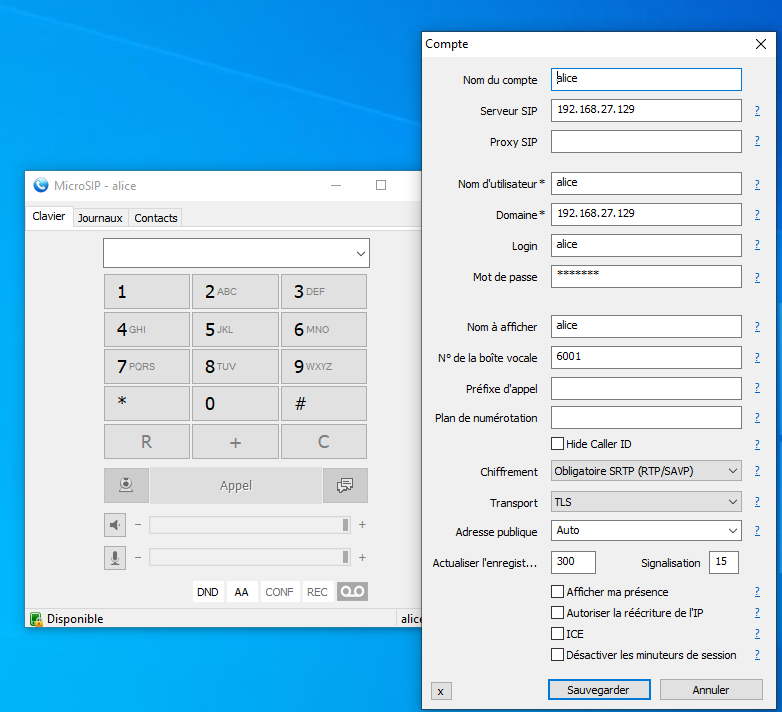 Compte
Nom du compte alice
Serveur SIP 192.168.27.129 ?
Proxy SIP ?
Nom d'utilisateur* alice ?
Domaine* 192.168.27.129 ?
Login alice ?
Mot de passe ******* ?
Nom à afficher alice ?
N° de la boîte vocale 6001 ?
Préfixe d'appel ?
Plan de numérotation ?
Hide Caller ID ?
Chiffrement Obligatoire SRTP (RTP/SAVP) ?
Transport TLS ?
Adresse publique Auto ?
Actualiser l'enregist... 300 Signalisation 15 ?
Afficher ma présence ?
Autoriser la réécriture de l'IP ?
ICE ?
Désactiver les minuteurs de session ?
x Sauvegarder Annuler
MicroSIP - alice
Clavier Journaux Contacts
1 2 ABC 3 DEF
4 GHI 5 JKL 6 MNO
7 PQRS 8 TUV 9 WXYZ
* 0 #
R + C
Appel
- +
- +
DND AA CONF REC
Disponible alice